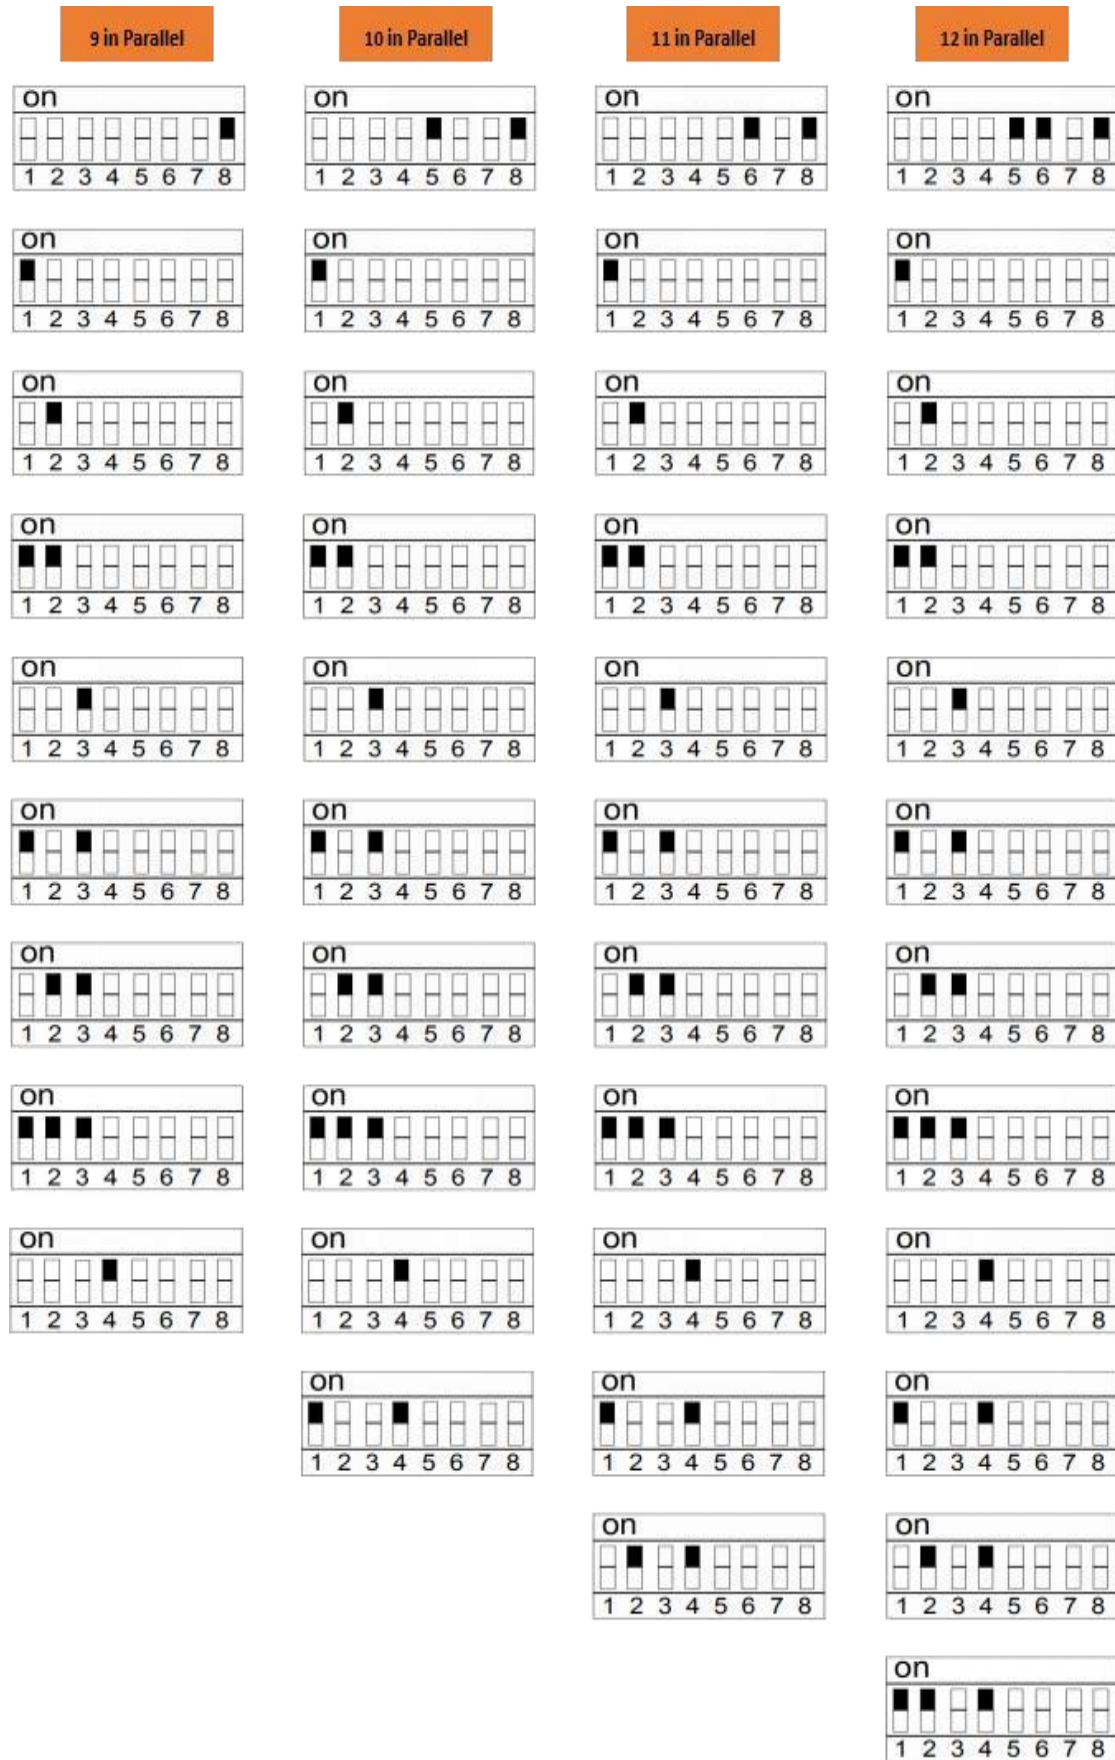 9 in Parallel 10 in Parallel 11 in Parallel 12 in Parallel
on on on on
1 2 3 4 5 6 7 8 1 2 3 4 5 6 7 8 1 2 3 4 5 6 7 8 1 2 3 4 5 6 7 8
on on on on
1 2 3 4 5 6 7 8 1 2 3 4 5 6 7 8 1 2 3 4 5 6 7 8 1 2 3 4 5 6 7 8
on on on on
1 2 3 4 5 6 7 8 1 2 3 4 5 6 7 8 1 2 3 4 5 6 7 8 1 2 3 4 5 6 7 8
on on on on
1 2 3 4 5 6 7 8 1 2 3 4 5 6 7 8 1 2 3 4 5 6 7 8 1 2 3 4 5 6 7 8
on on on on
1 2 3 4 5 6 7 8 1 2 3 4 5 6 7 8 1 2 3 4 5 6 7 8 1 2 3 4 5 6 7 8
on on on on
1 2 3 4 5 6 7 8 1 2 3 4 5 6 7 8 1 2 3 4 5 6 7 8 1 2 3 4 5 6 7 8
on on on on
1 2 3 4 5 6 7 8 1 2 3 4 5 6 7 8 1 2 3 4 5 6 7 8 1 2 3 4 5 6 7 8
on on on on
1 2 3 4 5 6 7 8 1 2 3 4 5 6 7 8 1 2 3 4 5 6 7 8 1 2 3 4 5 6 7 8
on on on on
1 2 3 4 5 6 7 8 1 2 3 4 5 6 7 8 1 2 3 4 5 6 7 8 1 2 3 4 5 6 7 8
on on on
1 2 3 4 5 6 7 8 1 2 3 4 5 6 7 8 1 2 3 4 5 6 7 8
on on
1 2 3 4 5 6 7 8 1 2 3 4 5 6 7 8
on
1 2 3 4 5 6 7 8